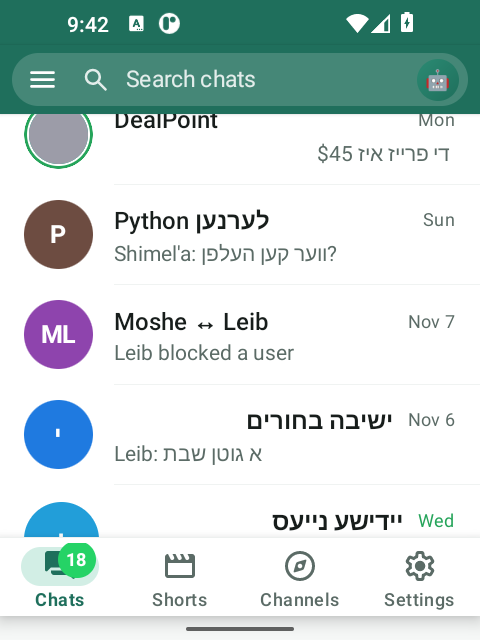 9:42
Search chats
DealPoint
Mon
די פרייז איז $45
Python לערנען
Sun
Shimel'a: ווער קען העלפן?
ML
Moshe ↔ Leib
Nov 7
Leib blocked a user
P
ישיבה בחורים
Nov 6
י
Leib: א גוטן שבת
יידישע נייעס
Wed
18
Chats
Shorts
Channels
Settings